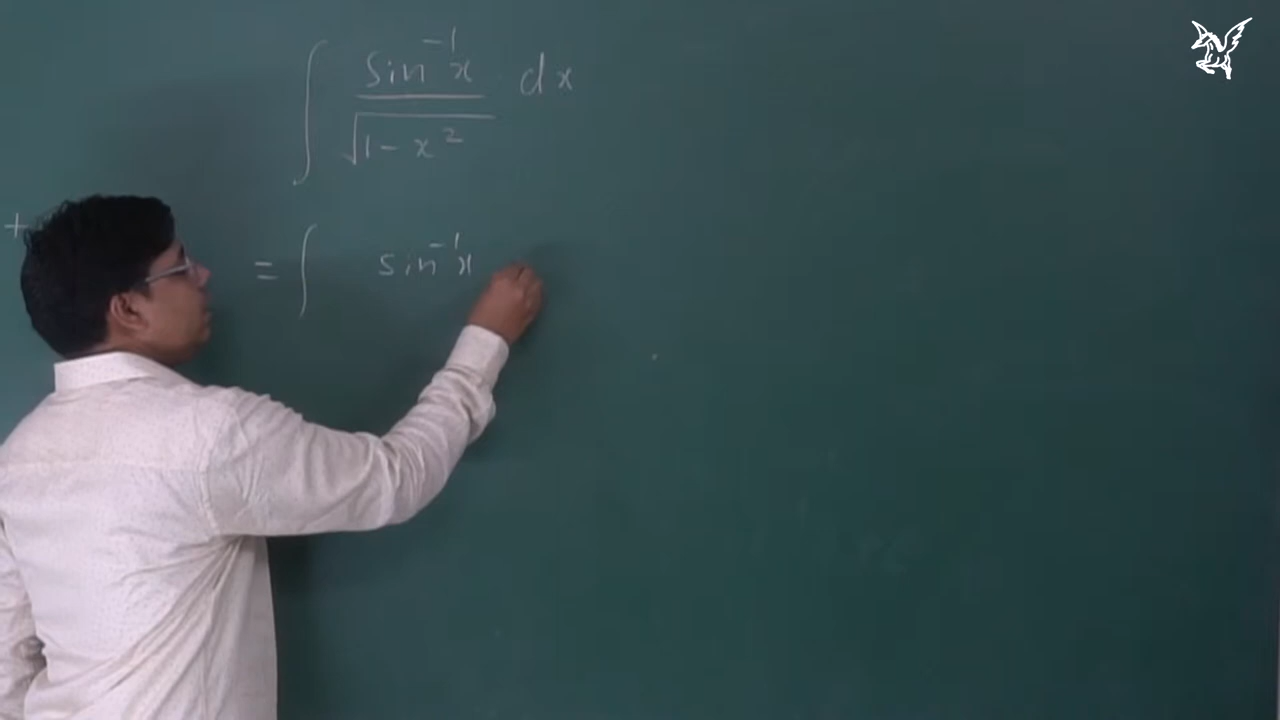 ∫ sin⁻¹x / √1 - x² · dx
+
= ∫ sin⁻¹x